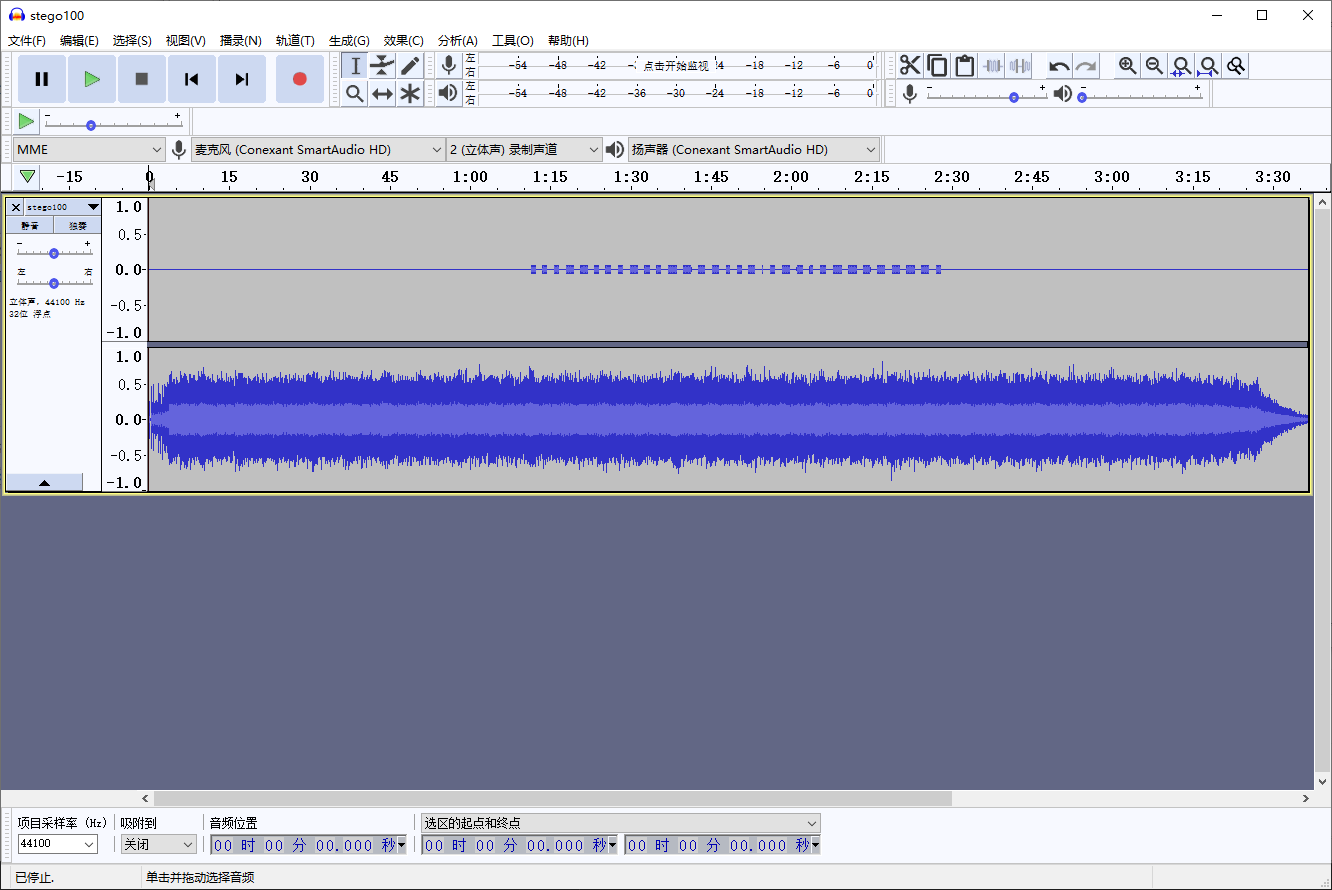 stego100
文件(F) 编辑(E) 选择(S) 视图(V) 播录(N) 轨道(T) 生成(G) 效果(C) 分析(A) 工具(O) 帮助(H)
左 右 -54 -48 -42 - 点击开始监视 !4 -18 -12 -6 0
左 右 -54 -48 -42 -36 -30 -24 -18 -12 -6 0
- +
- +
- +
MME 麦克风 (Conexant SmartAudio HD) 2 (立体声) 录制声道 扬声器 (Conexant SmartAudio HD)
-15 0 15 30 45 1:00 1:15 1:30 1:45 2:00 2:15 2:30 2:45 3:00 3:15 3:30
stego100
静音 独奏
- +
左 右
立体声, 44100 Hz
32位 浮点
1.0
0.5
0.0
-0.5
-1.0
1.0
0.5
0.0
-0.5
-1.0
项目采样率 (Hz) 吸附到 音频位置 选区的起点和终点
44100 关闭 00 时 00 分 00.000 秒 00 时 00 分 00.000 秒 00 时 00 分 00.000 秒
已停止. 单击并拖动选择音频